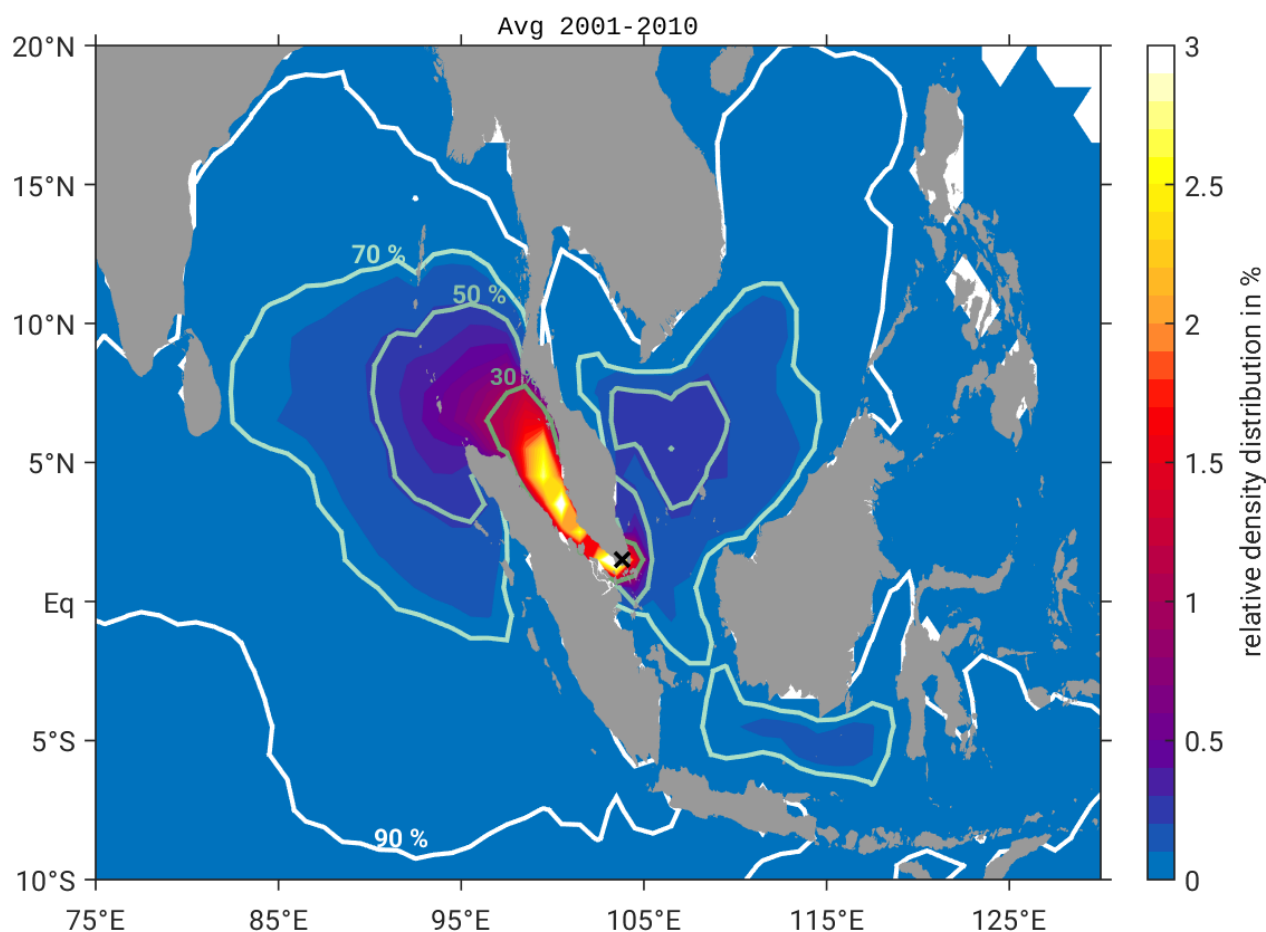 Avg 2001-2010
20°N
15°N
10°N
5°N
Eq
5°S
10°S
75°E
85°E
95°E
105°E
115°E
125°E
70 %
50 %
30 %
90 %
3
2.5
2
1.5
1
0.5
0
relative density distribution in %